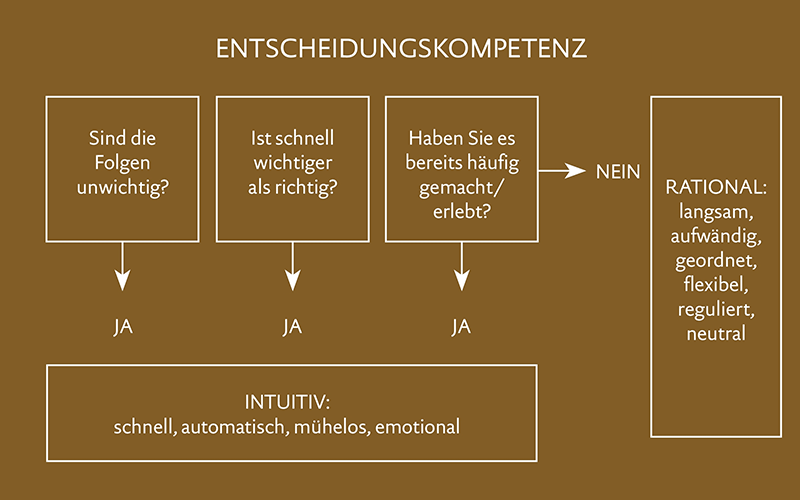 ENTSCHEIDUNGSKOMPETENZ
Sind die
Folgen
unwichtig?
Ist schnell
wichtiger
als richtig?
Haben Sie es
bereits häufig
gemacht/
erlebt?
NEIN
RATIONAL:
langsam,
aufwändig,
geordnet,
flexibel,
reguliert,
neutral
JA
JA
JA
INTUITIV:
schnell, automatisch, mühelos, emotional